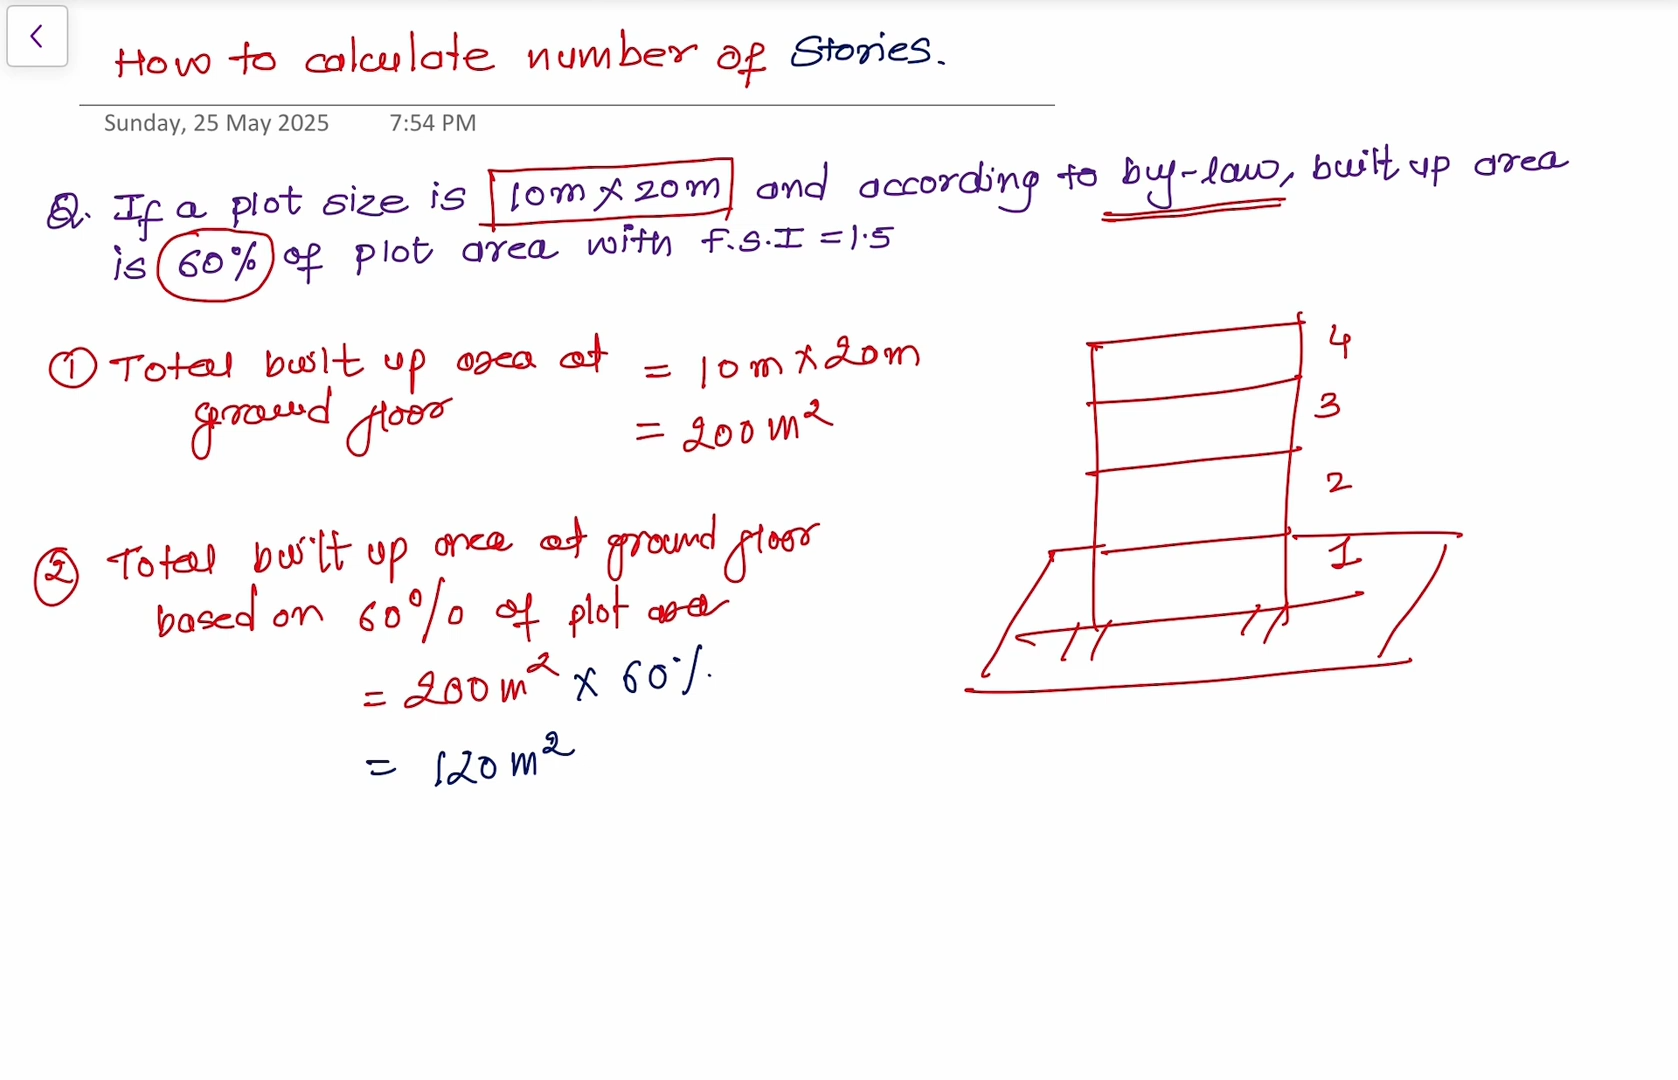 How to calculate number of Stories.
Sunday, 25 May 2025 7:54 PM
Q. If a plot size is 10m x 20m and according to by-law, built up area
is 60% of plot area with F.S.I = 1.5
① Total built up area at = 10m x 20m
ground floor
= 200 m²
② Total built up area at ground floor
based on 60% of plot area
= 200 m² x 60%
= 120 m²
4
3
2
1